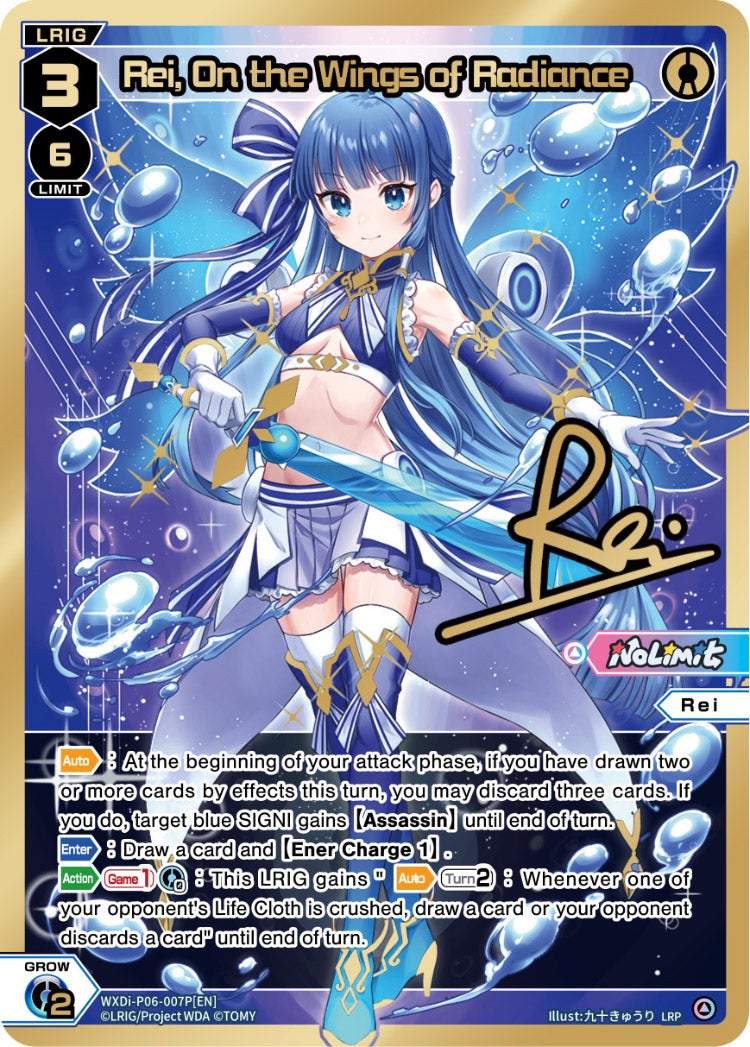 LRIG
3
Rei, On the Wings of Radiance
6
LIMIT
Rei
NoLimit
Rei
Auto : At the beginning of your attack phase, if you have drawn two
or more cards by effects this turn, you may discard three cards. If
you do, target blue SIGNI gains 【Assassin】 until end of turn.
Enter : Draw a card and 【Ener Charge 1】.
Action Game 1 0 : This LRIG gains " Auto Turn 2 : Whenever one of
your opponent's Life Cloth is crushed, draw a card or your opponent
discards a card" until end of turn.
GROW
2
WXDi-P06-007P[EN]
©LRIG/Project WDA ©TOMY
Illust:九十きゅうり LRP